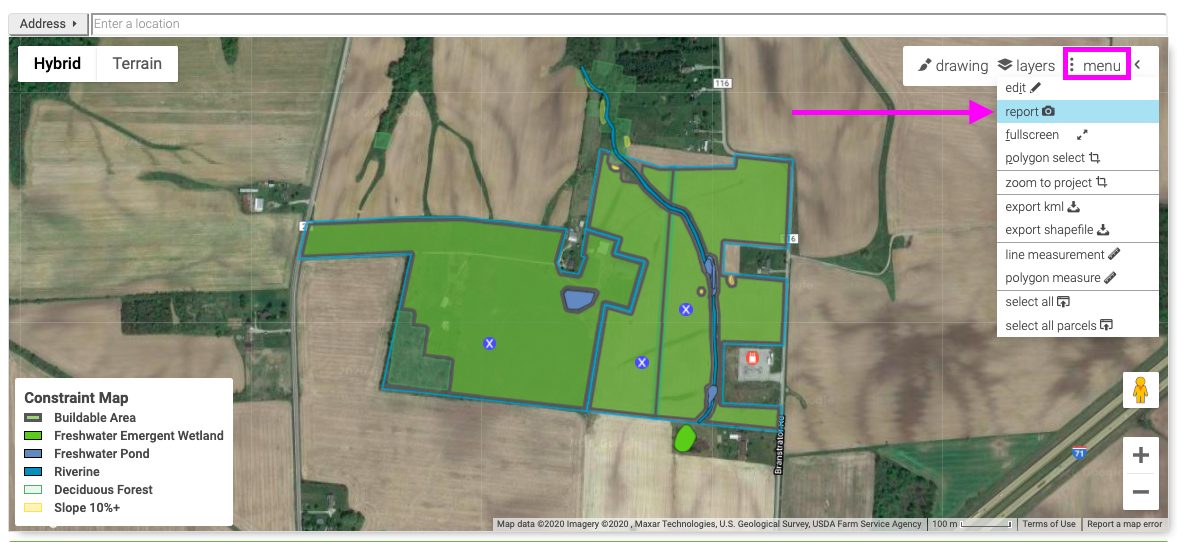 Address
Enter a location
Hybrid Terrain
drawing layers menu
edit
report
fullscreen
polygon select
zoom to project
export kml
export shapefile
line measurement
polygon measure
select all
select all parcels
116
X
X
X
Branstrator Rd
71
Constraint Map
Buildable Area
Freshwater Emergent Wetland
Freshwater Pond
Riverine
Deciduous Forest
Slope 10%+
+
−
Map data ©2020 Imagery ©2020 , Maxar Technologies, U.S. Geological Survey, USDA Farm Service Agency 100 m Terms of Use Report a map error